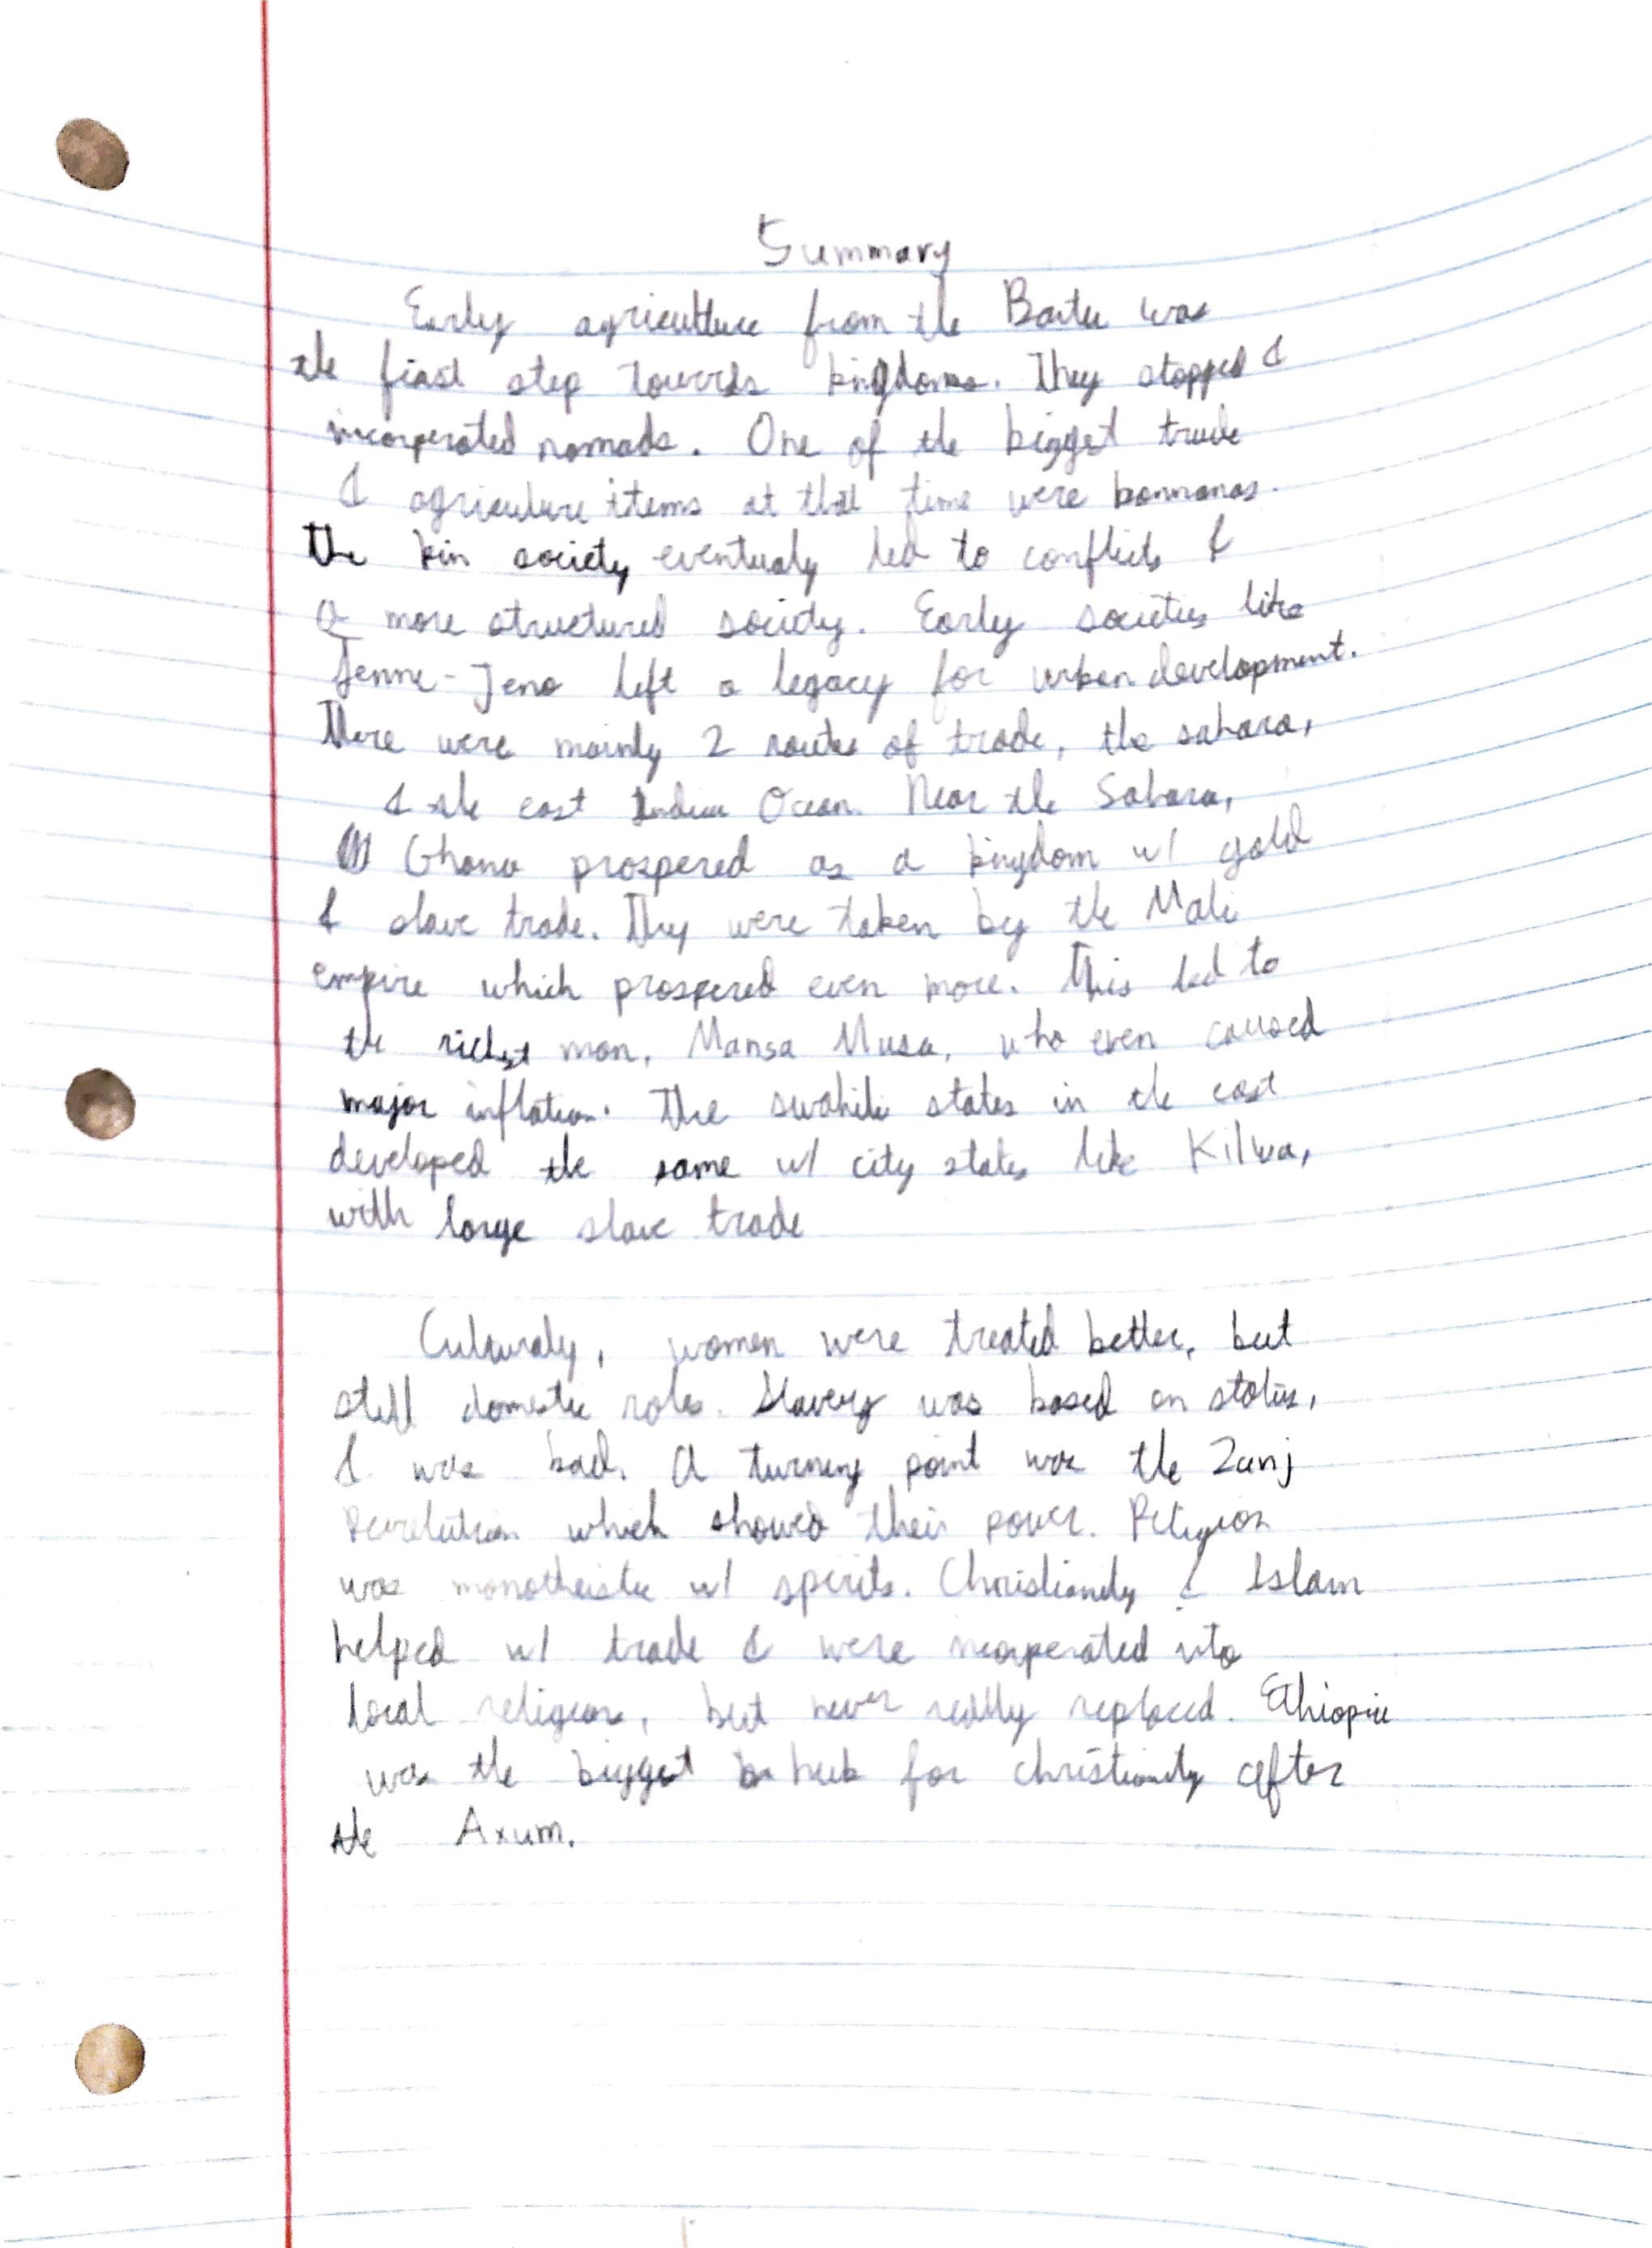 Summary
Early agriculture from the Bantu was
the first step towards kingdoms. They stopped &
incorperated nomads. One of the biggest trade
& agriculure items at that time were bannanas.
The kin society eventualy led to conflicts &
a more structured society. Early societies like
Jenne-Jeno left a legacy for urban development.
There were mainly 2 routes of trade, the sahara,
& the east Indian Ocean. Near the Sahara,
Ghana prospered as a kingdom w/ gold
& slave trade. They were taken by the Mali
empire which prospered even more. This led to
the richest man, Mansa Musa, who even caused
major inflation. The swahili states in the east
developed the same w/ city states like Kilwa,
with large slave trade
Culturaly, women were treated better, but
still domestic roles. Slavery was based on status,
& was bad. A turning point was the Zanj
Revolution which showed their power. Religion
was monotheistic w/ spirits. Christianity & Islam
helped w/ trade & were incorperated into
local religions, but never really replaced. Ethiopia
was the biggest hub for christianity after
the Axum.